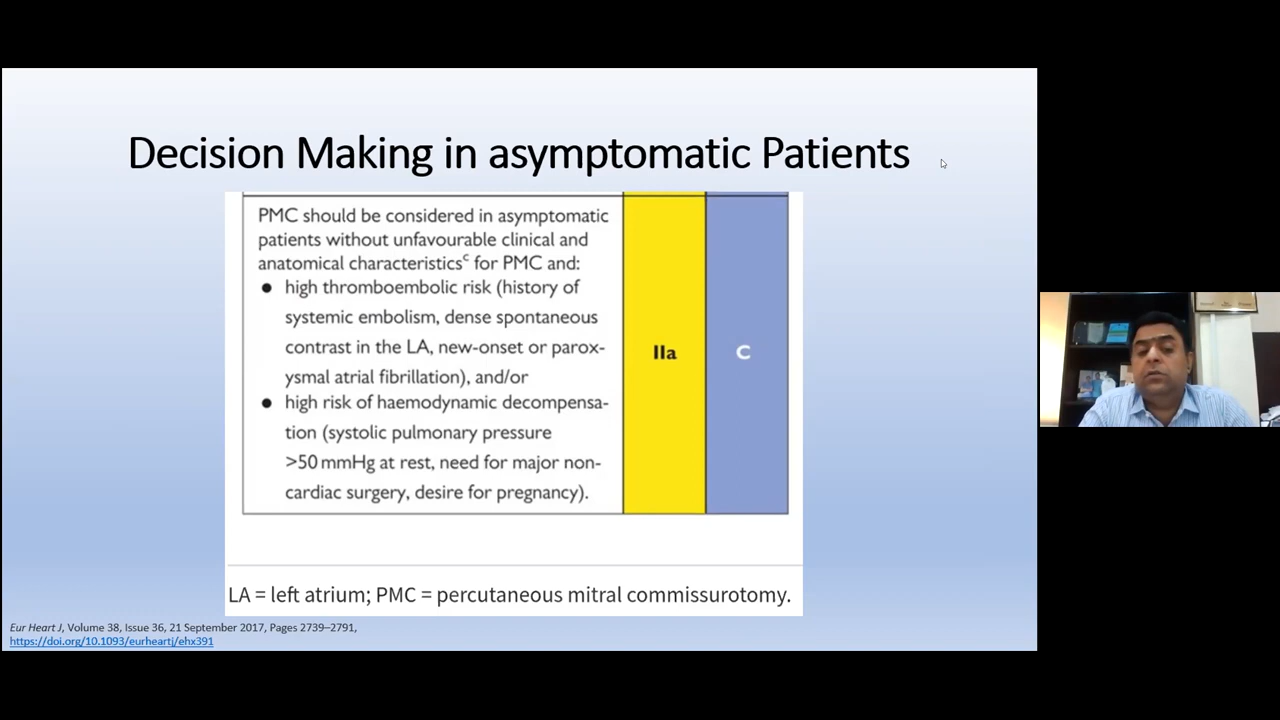 Decision Making in asymptomatic Patients
PMC should be considered in asymptomatic
patients without unfavourable clinical and
anatomical characteristicsᶜ for PMC and:
● high thromboembolic risk (history of
systemic embolism, dense spontaneous
contrast in the LA, new-onset or parox-
ysmal atrial fibrillation), and/or
● high risk of haemodynamic decompensa-
tion (systolic pulmonary pressure
>50 mmHg at rest, need for major non-
cardiac surgery, desire for pregnancy).
IIa
C
LA = left atrium; PMC = percutaneous mitral commissurotomy.
Eur Heart J, Volume 38, Issue 36, 21 September 2017, Pages 2739–2791,
https://doi.org/10.1093/eurheartj/ehx391